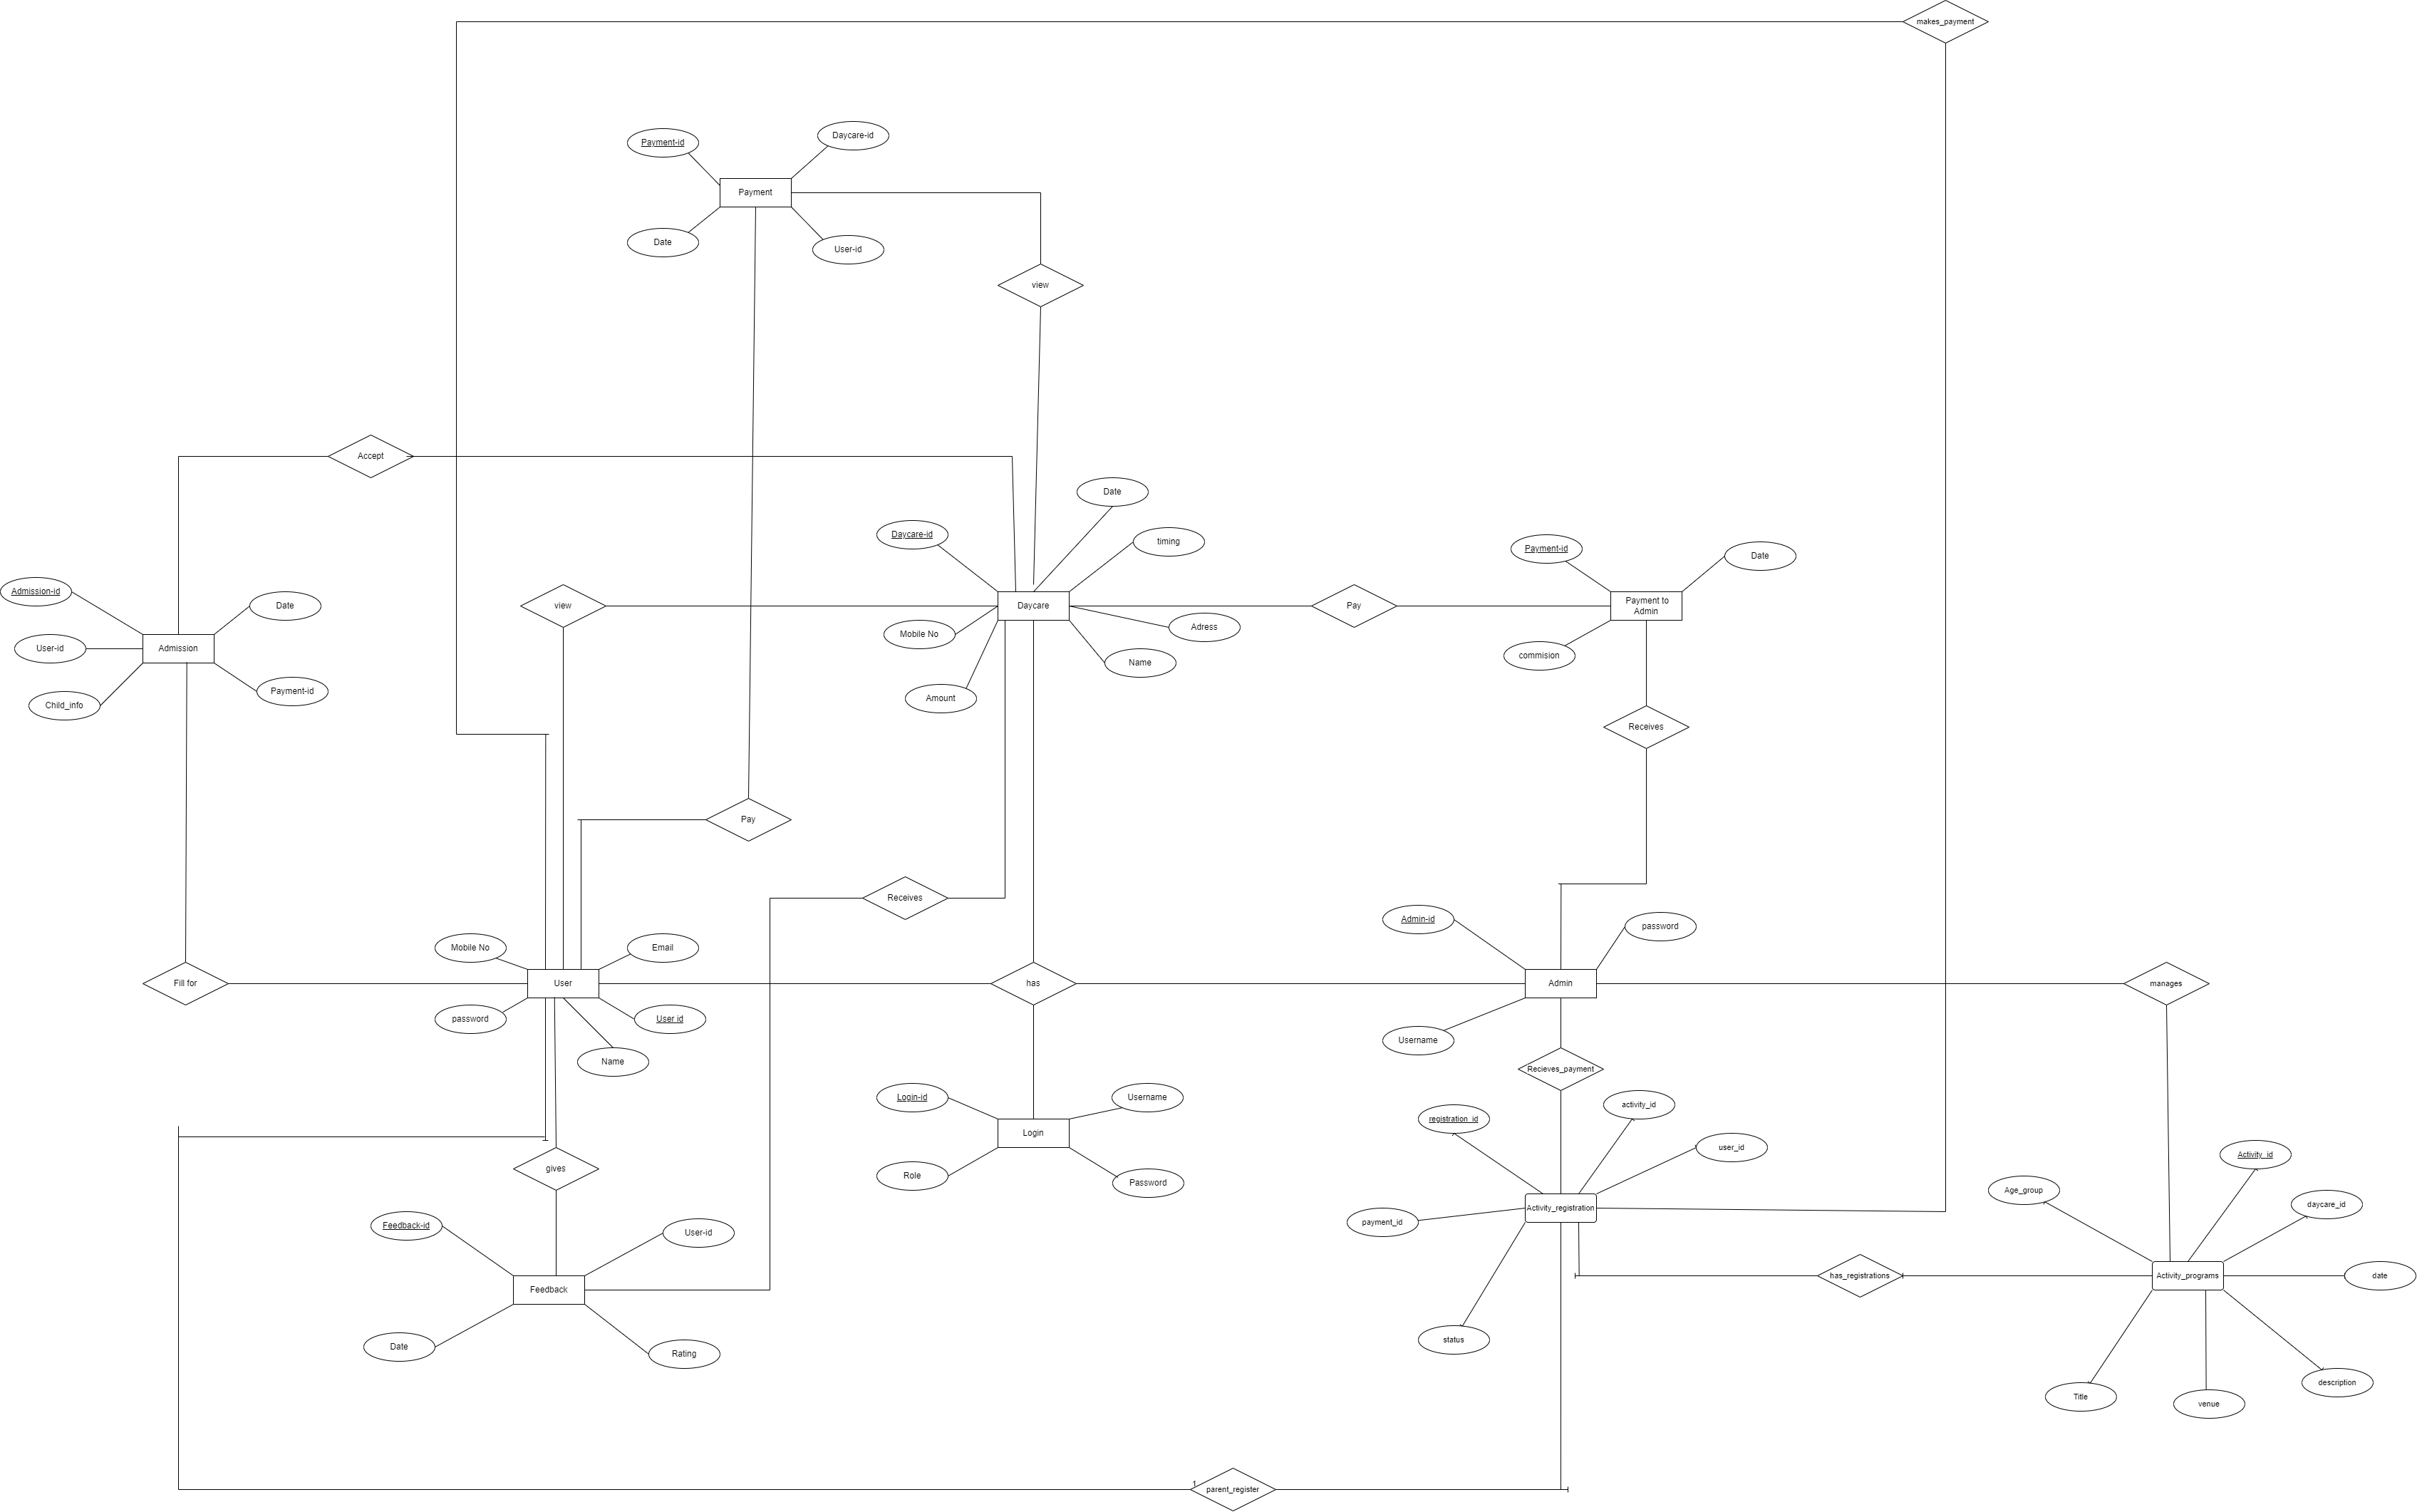 makes_payment
Daycare-id
Payment-id
Payment
Date
User-id
view
Accept
Date
Daycare-id
timing
Payment-id
Date
Admission-id
Date
view
Daycare
Pay
Payment to
Admin
Adress
Mobile No
User-id
Admission
commision
Name
Payment-id
Amount
Child_info
Receives
Pay
Receives
Admin-id
password
Mobile No
Email
Fill for
User
has
Admin
manages
password
User id
Username
Name
Recieves_payment
Login-id
Username
activity_id
registration_id
Login
user_id
Activity_id
gives
Role
Password
Age_group
daycare_id
Activity_registration
payment_id
Feedback-id
User-id
has_registrations
Activity_programs
date
Feedback
status
Date
Rating
description
Title
venue
1
parent_register